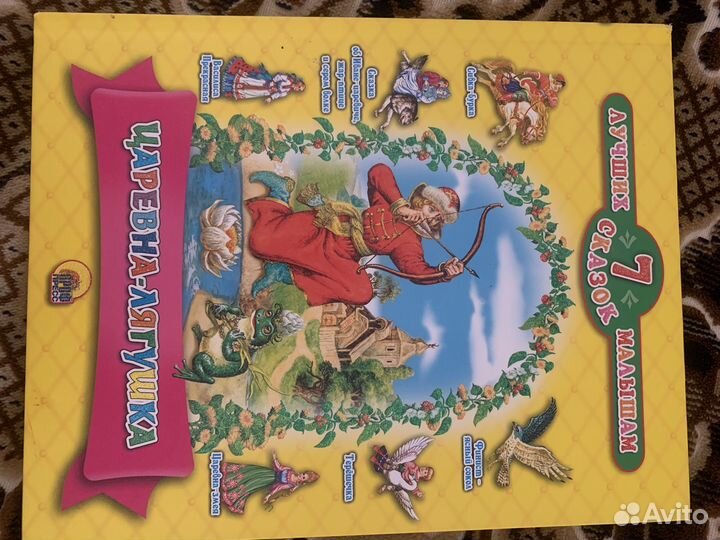 7
ЛУЧШИХ СКАЗОК МАЛЫШАМ
Сивка-бурка
Сказка
об Иване-царевиче,
жар-птице
и сером волке
Василиса
Прекрасная
Финист -
ясный сокол
Терёшечка
Царевна-змея
ЦАРЕВНА-ЛЯГУШКА
ПРЕСС
Avito